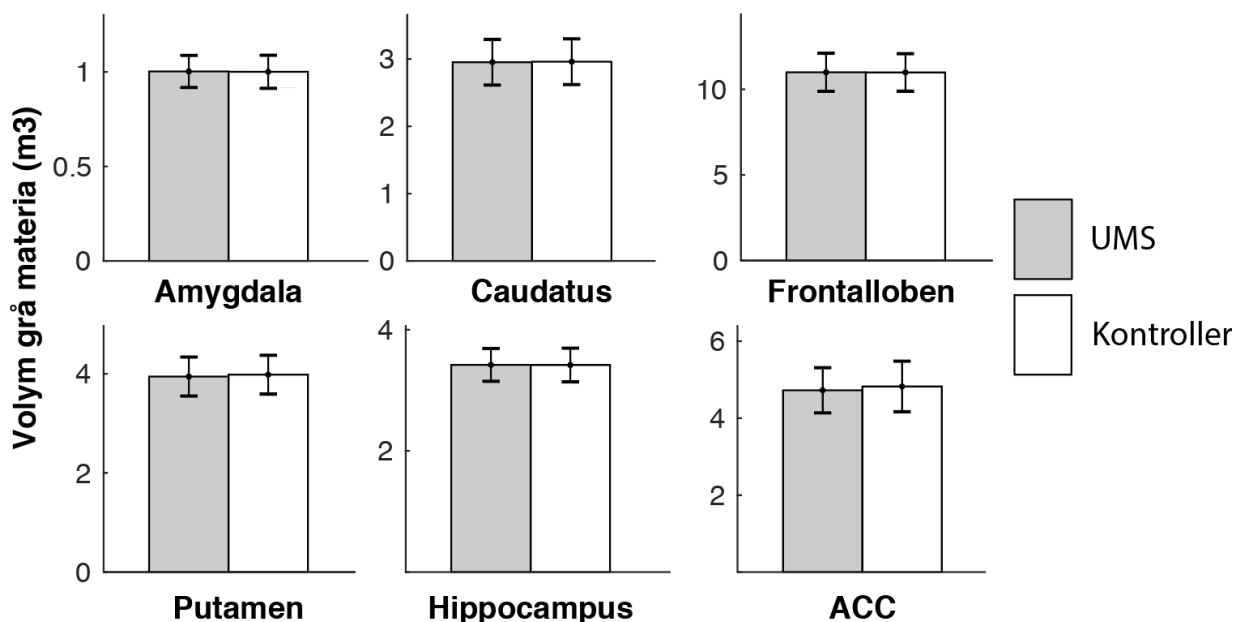 Volym grå materia (m3)
1
0.5
0
Amygdala
3
2
1
0
Caudatus
10
5
0
Frontalloben
UMS
Kontroller
4
2
0
Putamen
4
2
Hippocampus
6
4
2
ACC